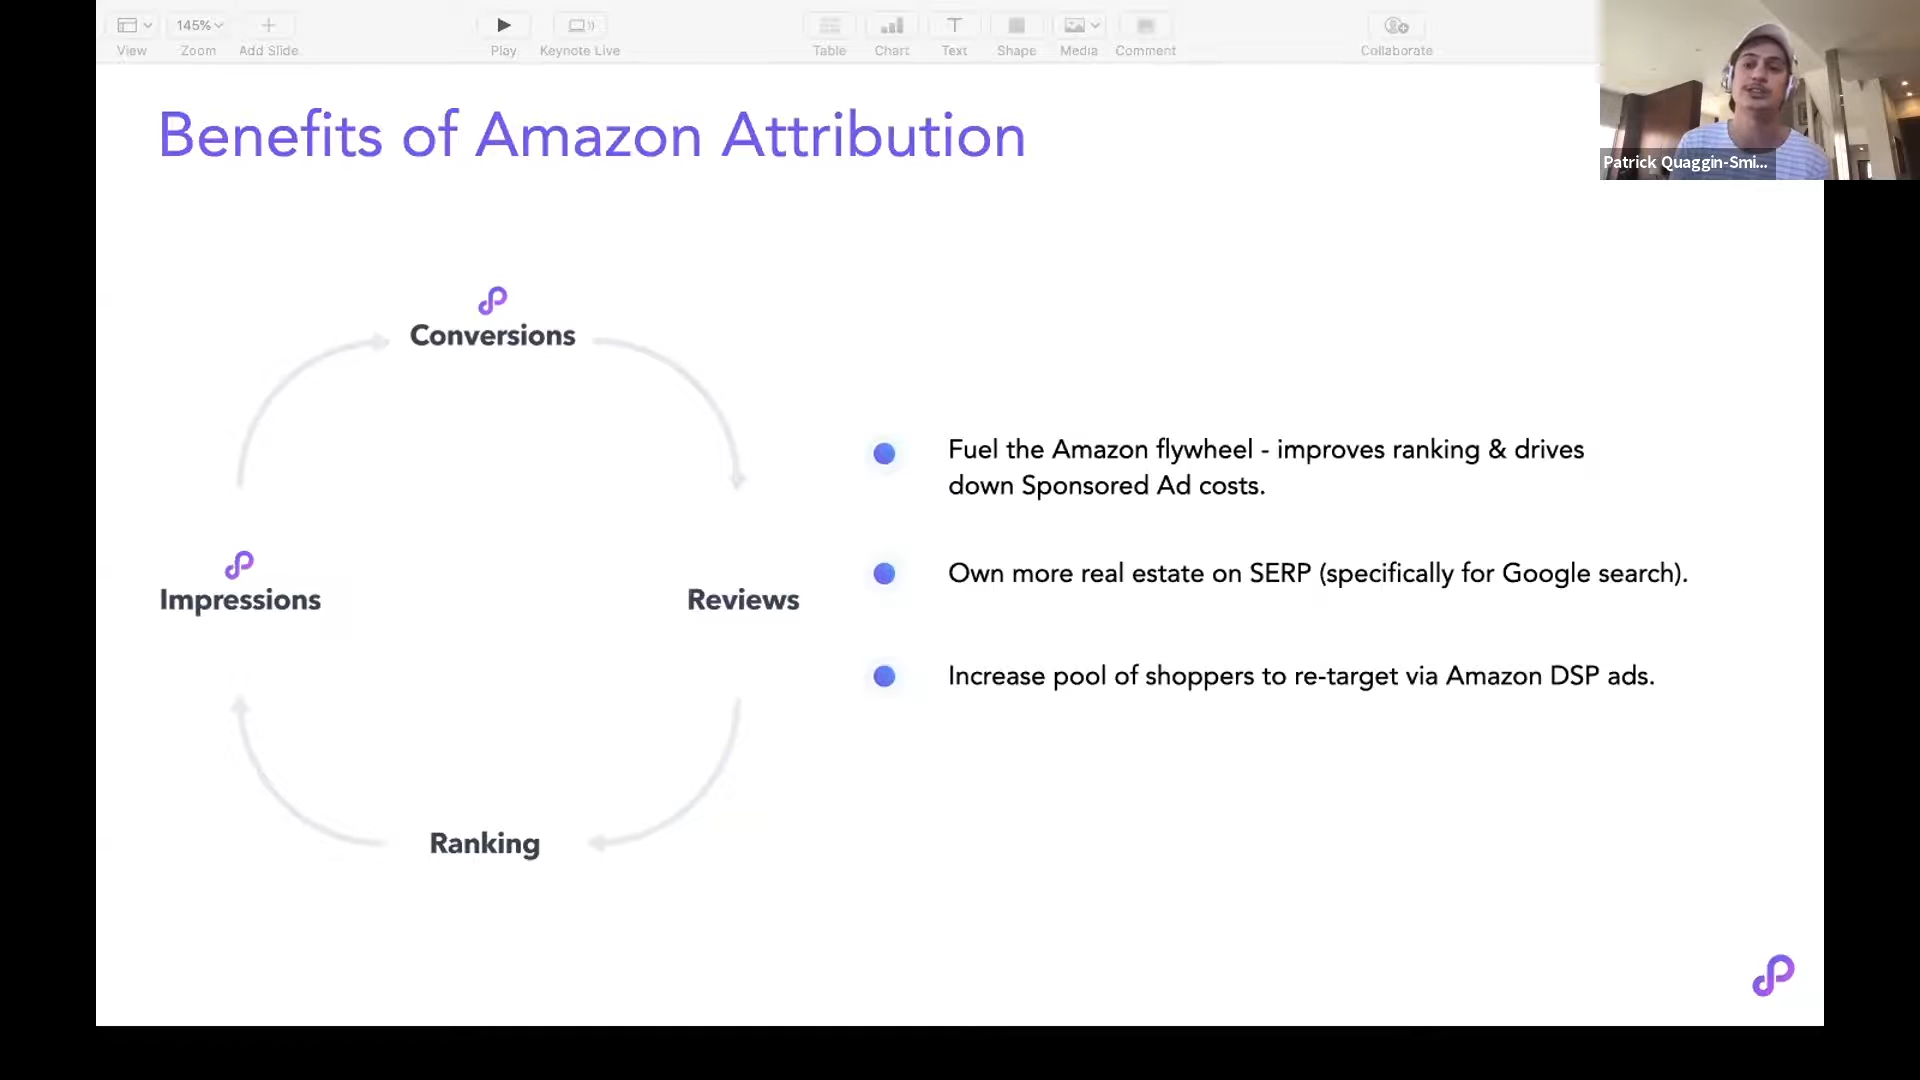 145%
View
Zoom
Add Slide
Play
Keynote Live
Table
Chart
Text
Shape
Media
Comment
Collaborate
Patrick Quaggin-Smi...
Benefits of Amazon Attribution
Conversions
Impressions
Reviews
Ranking
Fuel the Amazon flywheel - improves ranking & drives
down Sponsored Ad costs.
Own more real estate on SERP (specifically for Google search).
Increase pool of shoppers to re-target via Amazon DSP ads.